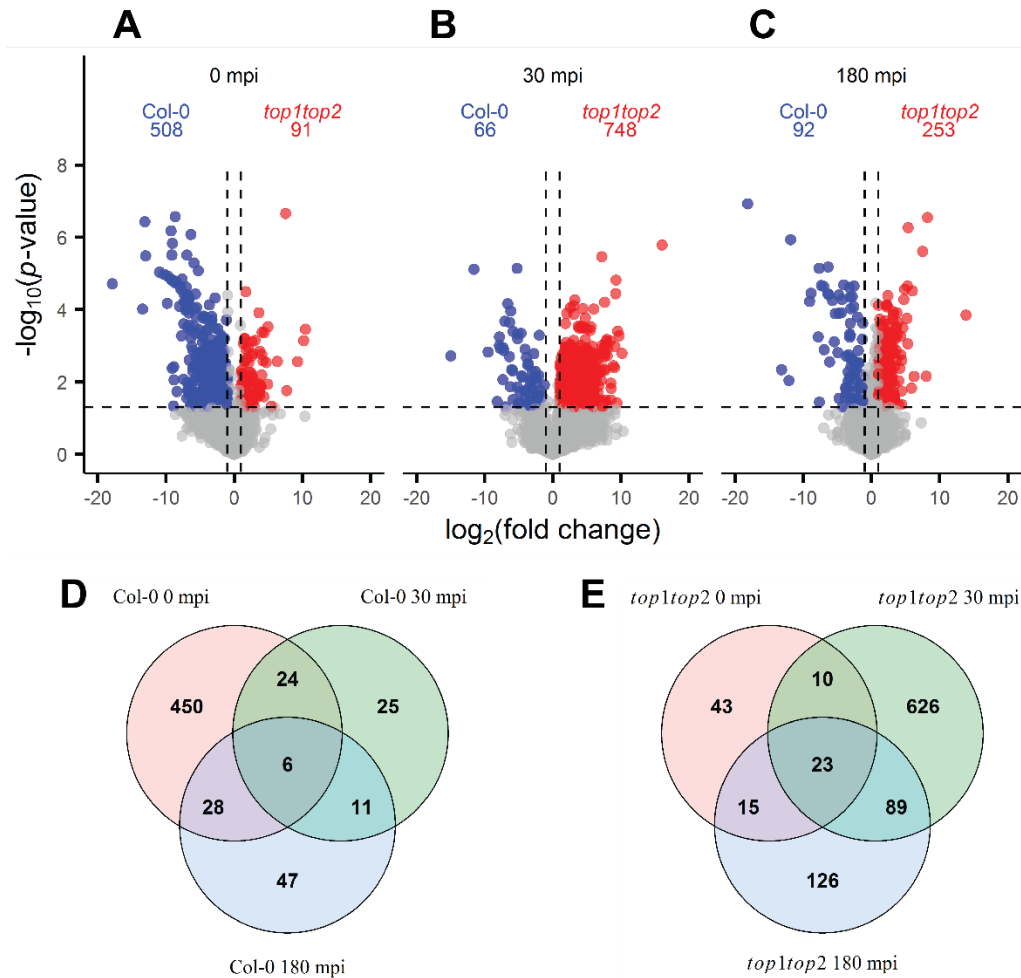 A B C
0 mpi 30 mpi 180 mpi
Col-0 top1top2 Col-0 top1top2 Col-0 top1top2
508 91 66 748 92 253
8
6
4
2
0
-log10(p-value)
-20 -10 0 10 20 -20 -10 0 10 20 -20 -10 0 10 20
log2(fold change)
D E
Col-0 0 mpi Col-0 30 mpi top1top2 0 mpi top1top2 30 mpi
24 10
450 25 43 626
6 23
28 11 15 89
47 126
Col-0 180 mpi top1top2 180 mpi